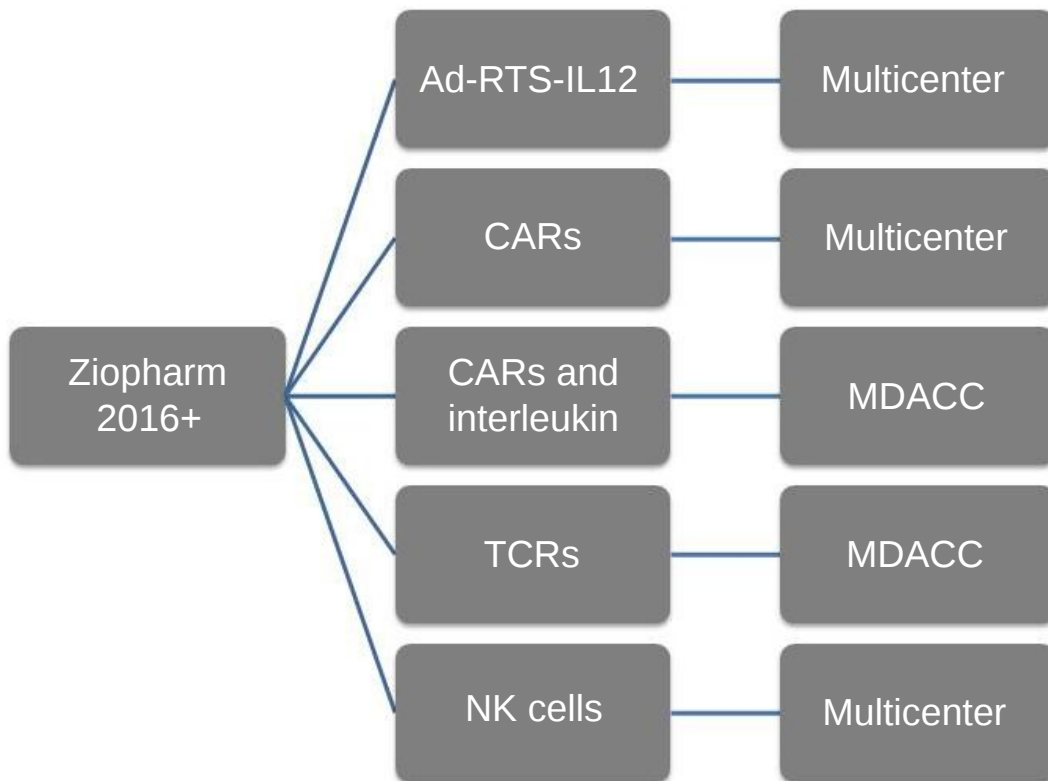 Ad-RTS-IL12
Multicenter
CARs
Multicenter
Ziopharm
2016+
CARs and
interleukin
MDACC
TCRs
MDACC
NK cells
Multicenter